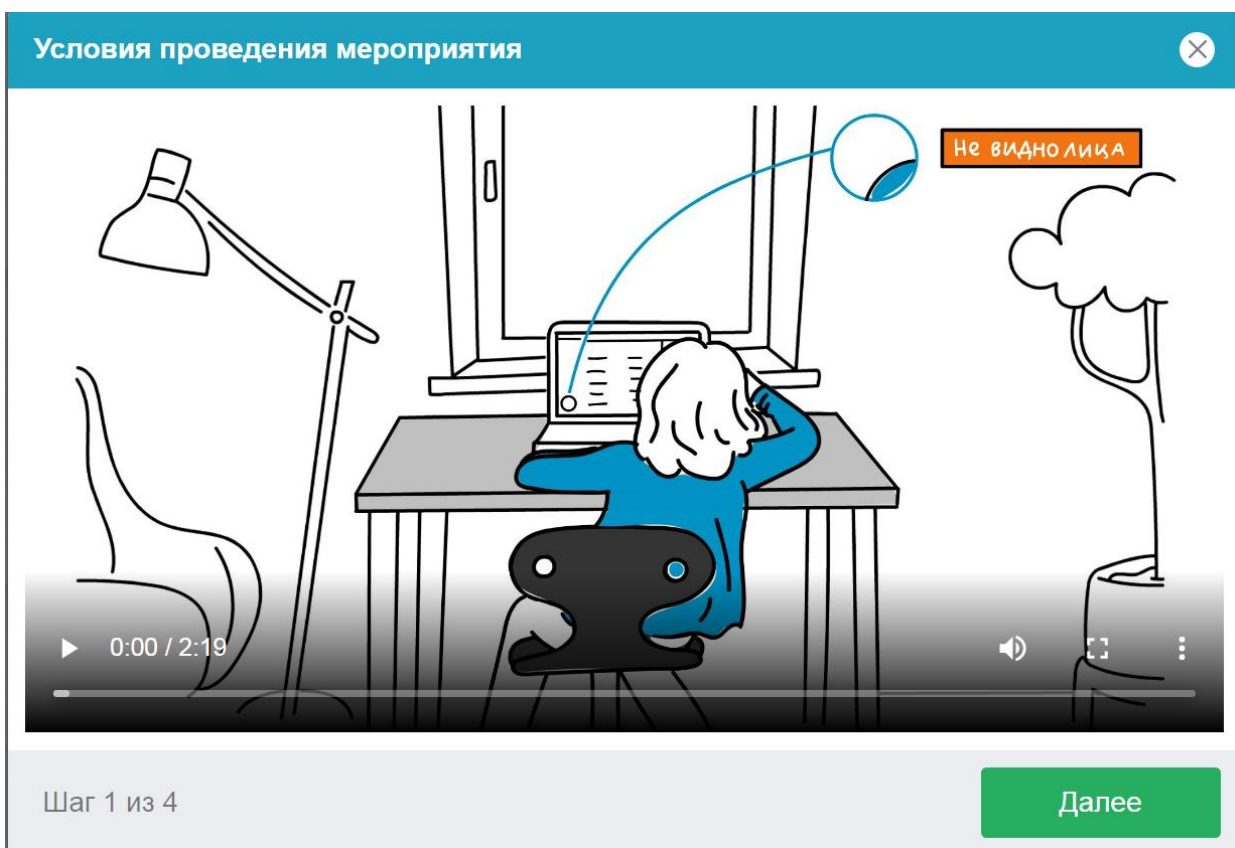 Условия проведения мероприятия
Не видно лица
0:00 / 2:19
Шаг 1 из 4
Далее